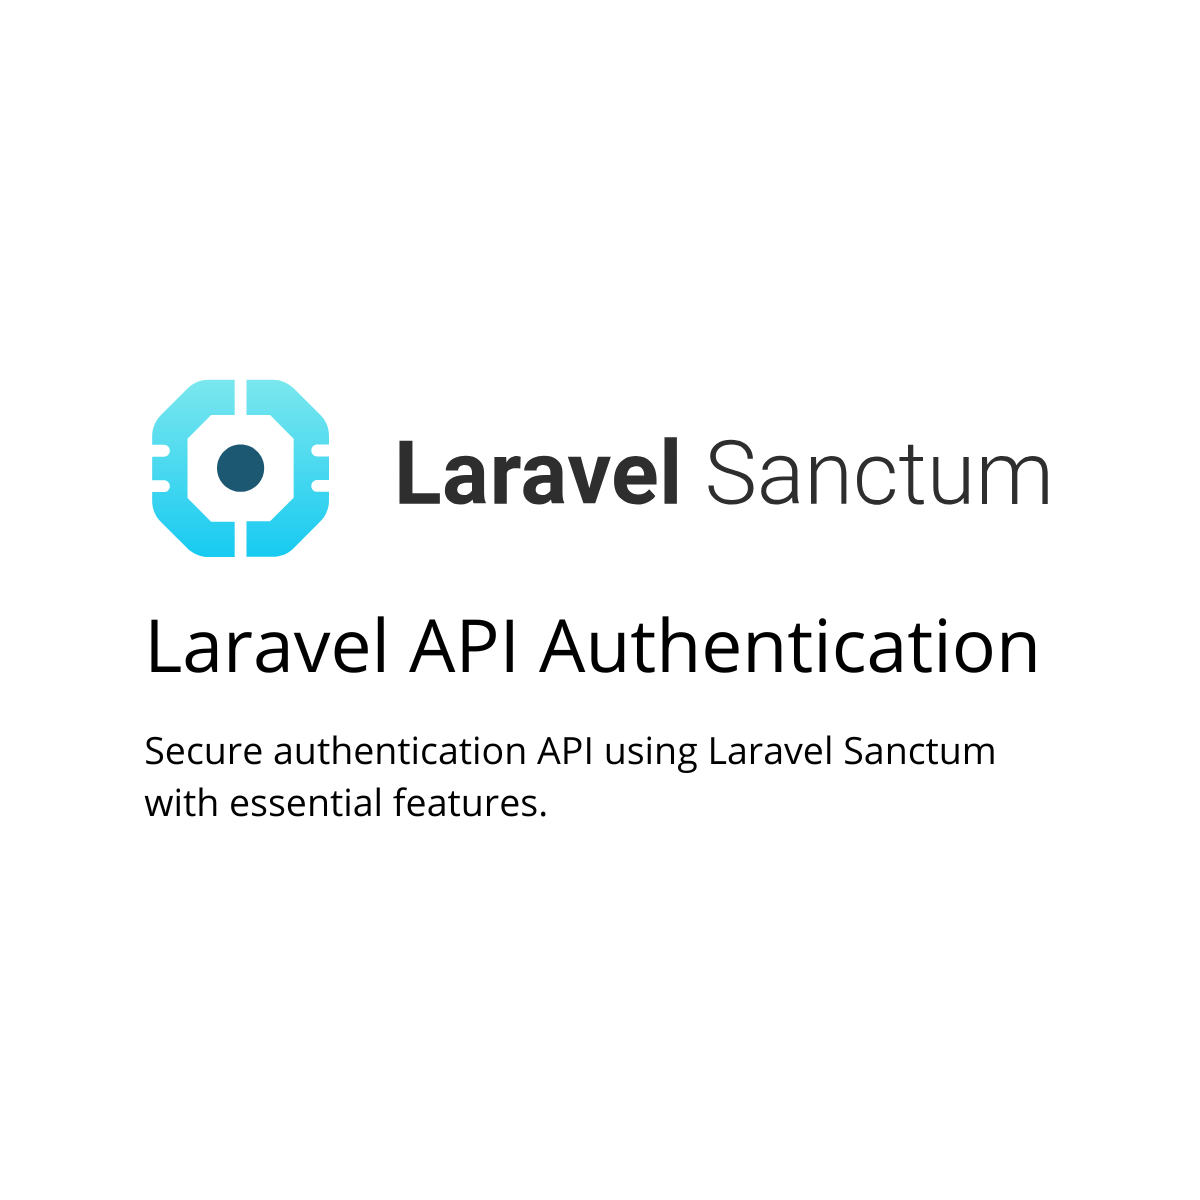 Laravel Sanctum
Laravel API Authentication
Secure authentication API using Laravel Sanctum
with essential features.